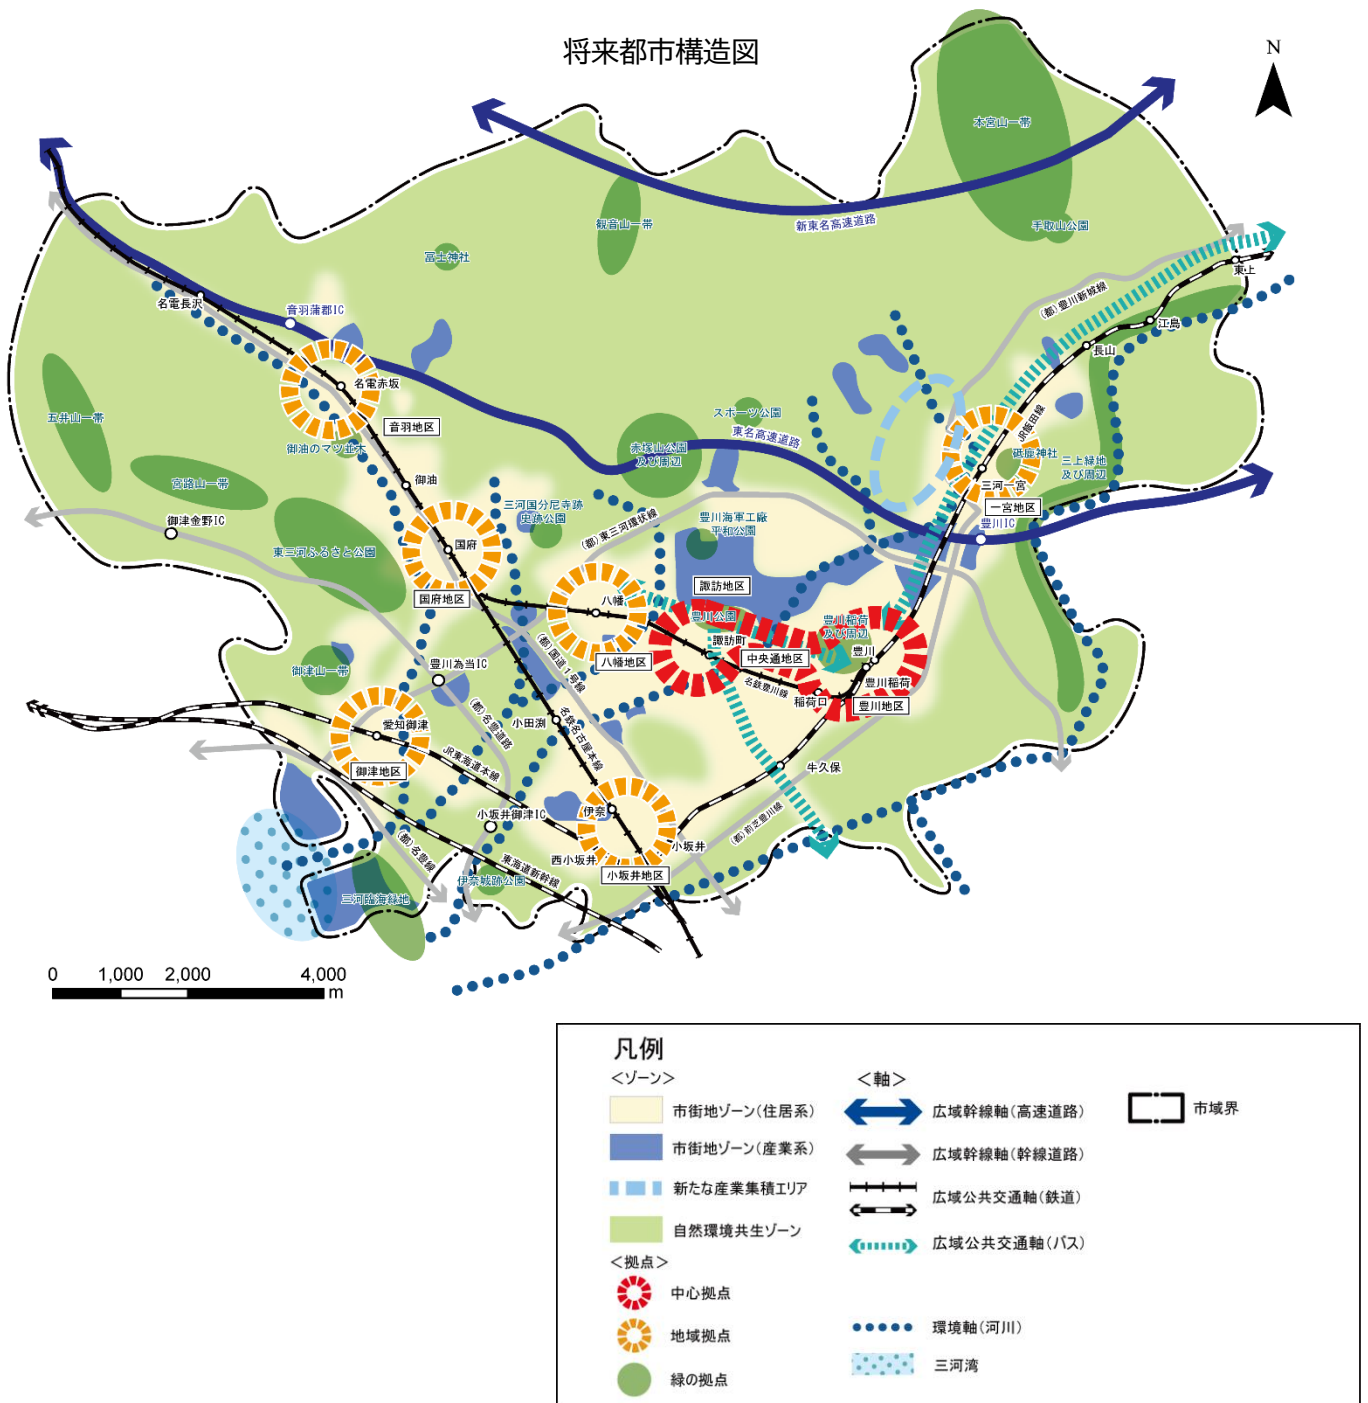 将来都市構造図
N
本宮山一帯
新東名高速道路
観音山一帯
手取山公園
冨士神社
東上
名電長沢
音羽蒲郡IC
(都)豊川新城線
江島
長山
名電赤坂
五井山一帯
音羽地区
スポーツ公園
東名高速道路
JR飯田線
御油のマツ並木
赤塚山公園
及び周辺
砥鹿神社
三上緑地
及び周辺
宮路山一帯
御油
三河一宮
一宮地区
三河国分尼寺跡
史跡公園
御津金野IC
(都)東三河環状線
豊川海軍工廠
平和公園
豊川IC
東三河ふるさと公園
国府
国府地区
八幡
諏訪地区
豊川公園
豊川稲荷
及び周辺
諏訪町
中央通地区
豊川
八幡地区
御津山一帯
豊川為当IC
(都)国道1号線
名鉄豊川線
豊川稲荷
稲荷口
豊川地区
愛知御津
(都)名豊道路
小田渕
名鉄名古屋本線
JR東海道本線
御津地区
牛久保
伊奈
小坂井御津IC
(都)前芝豊川線
小坂井
(都)名豊線
西小坂井
東海道新幹線
小坂井地区
伊奈城跡公園
三河臨海緑地
0 1,000 2,000 4,000
m
凡例
<ゾーン>
市街地ゾーン(住居系)
市街地ゾーン(産業系)
新たな産業集積エリア
自然環境共生ゾーン
<拠点>
中心拠点
地域拠点
緑の拠点
<軸>
広域幹線軸(高速道路)
広域幹線軸(幹線道路)
広域公共交通軸(鉄道)
広域公共交通軸(バス)
環境軸(河川)
三河湾
市域界